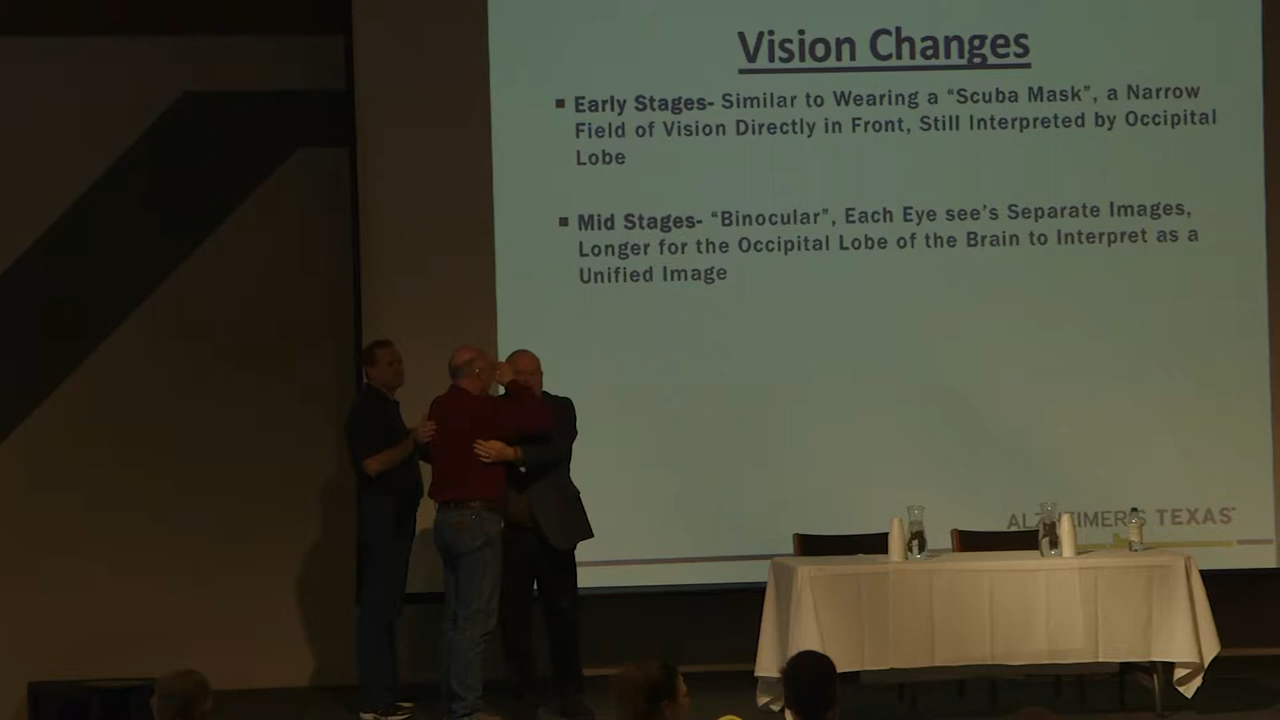 Vision Changes
▪ Early Stages- Similar to Wearing a “Scuba Mask”, a Narrow
Field of Vision Directly in Front, Still Interpreted by Occipital
Lobe
▪ Mid Stages- “Binocular”, Each Eye see’s Separate Images,
Longer for the Occipital Lobe of the Brain to Interpret as a
Unified Image
TEXAS